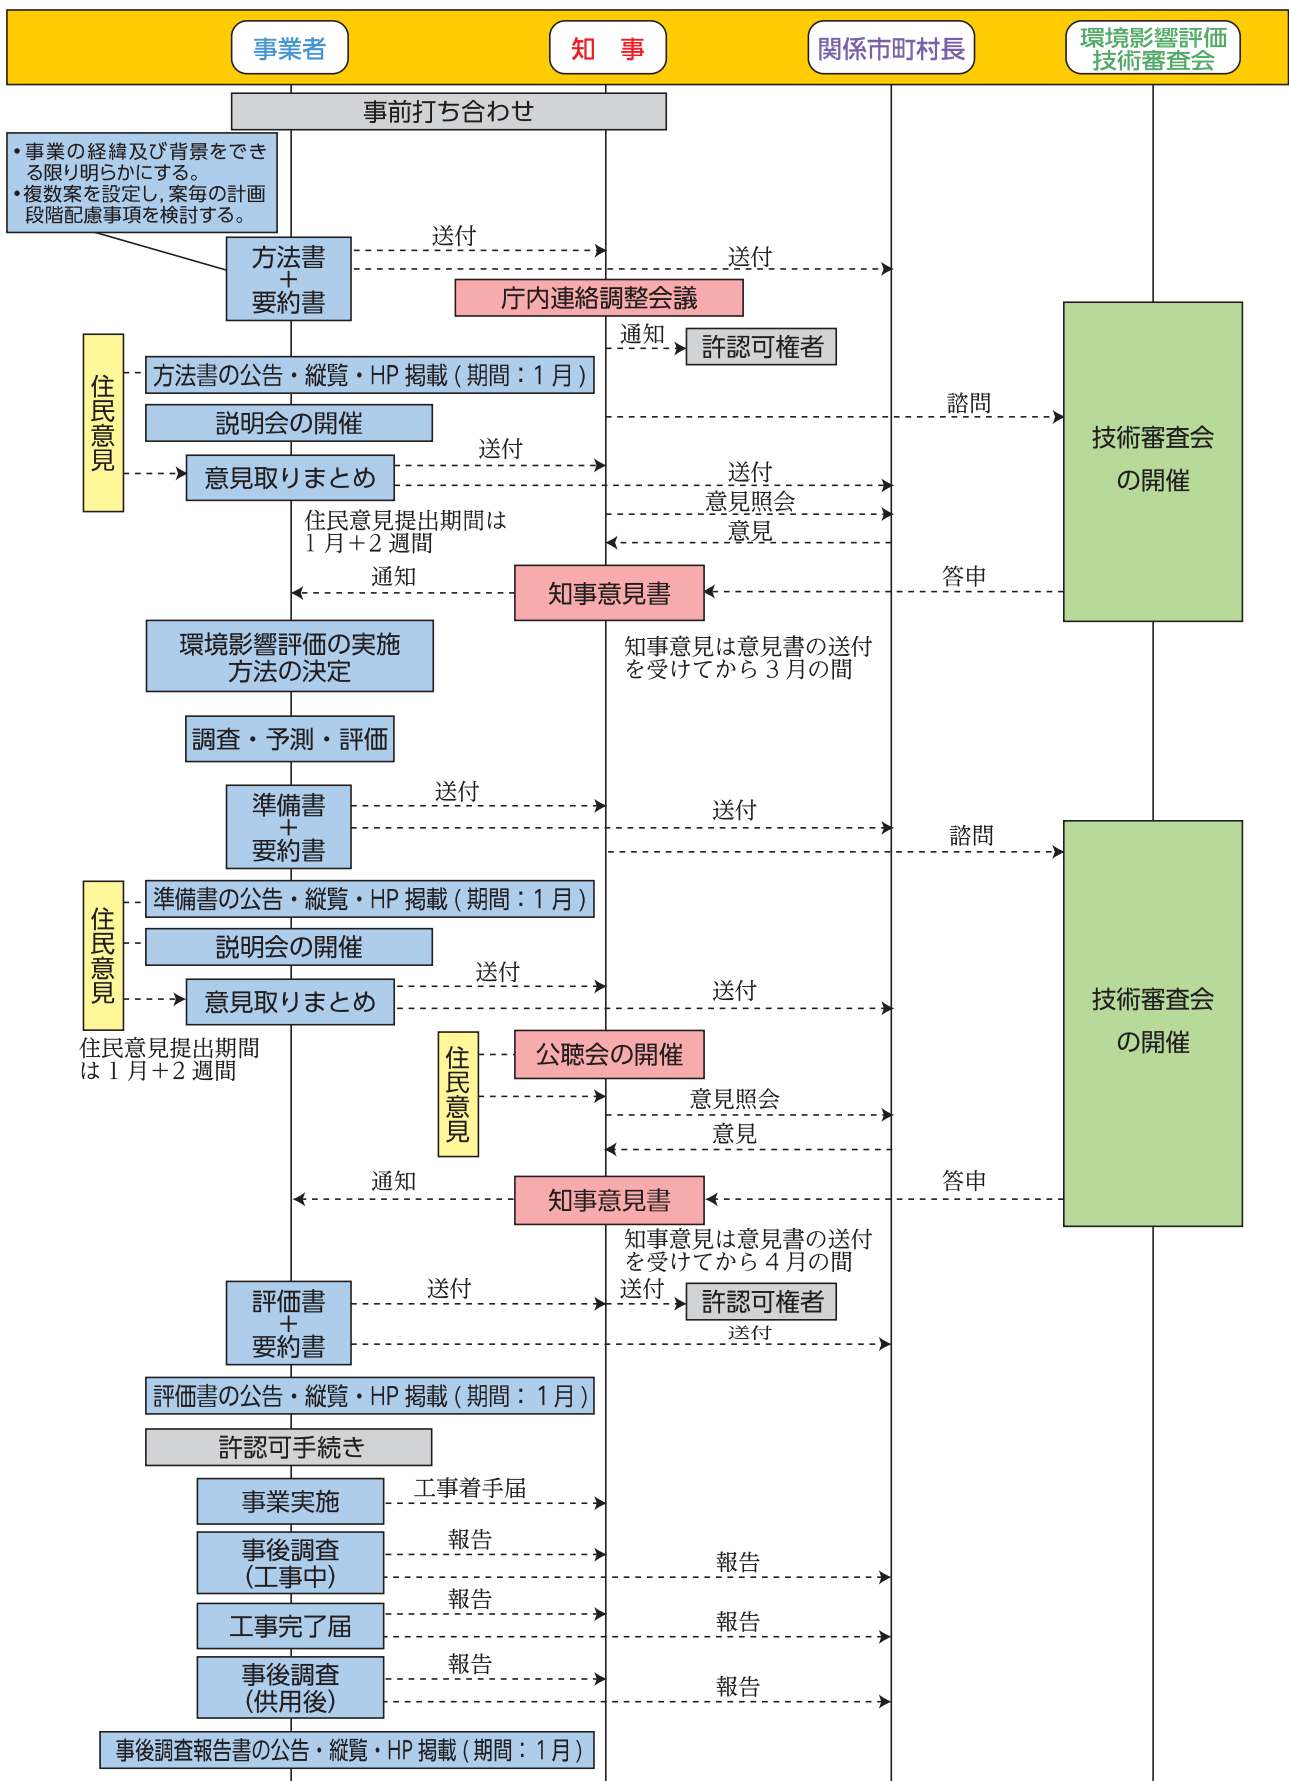 事業者
知　事
関係市町村長
環境影響評価
技術審査会
事前打ち合わせ
・事業の経緯及び背景をでき
る限り明らかにする。
・複数案を設定し,案毎の計画
段階配慮事項を検討する。
送付
送付
方法書
＋
要約書
庁内連絡調整会議
通知
許認可権者
住民意見
方法書の公告・縦覧・HP 掲載 ( 期間：1 月 )
諮問
説明会の開催
技術審査会
の開催
送付
意見取りまとめ
送付
意見照会
住民意見提出期間は
1 月＋2 週間
意見
通知
知事意見書
答申
環境影響評価の実施
方法の決定
知事意見は意見書の送付
を受けてから 3 月の間
調査・予測・評価
準備書
＋
要約書
送付
送付
諮問
住民意見
準備書の公告・縦覧・HP 掲載 ( 期間：1 月 )
説明会の開催
送付
意見取りまとめ
送付
技術審査会
の開催
住民意見提出期間
は 1 月＋2 週間
住民意見
公聴会の開催
意見照会
意見
通知
知事意見書
答申
知事意見は意見書の送付
を受けてから 4 月の間
評価書
＋
要約書
送付
送付
許認可権者
送付
評価書の公告・縦覧・HP 掲載 ( 期間：1 月 )
許認可手続き
事業実施
工事着手届
事後調査
(工事中)
報告
報告
工事完了届
報告
報告
事後調査
(供用後)
報告
報告
事後調査報告書の公告・縦覧・HP 掲載 ( 期間：1 月 )